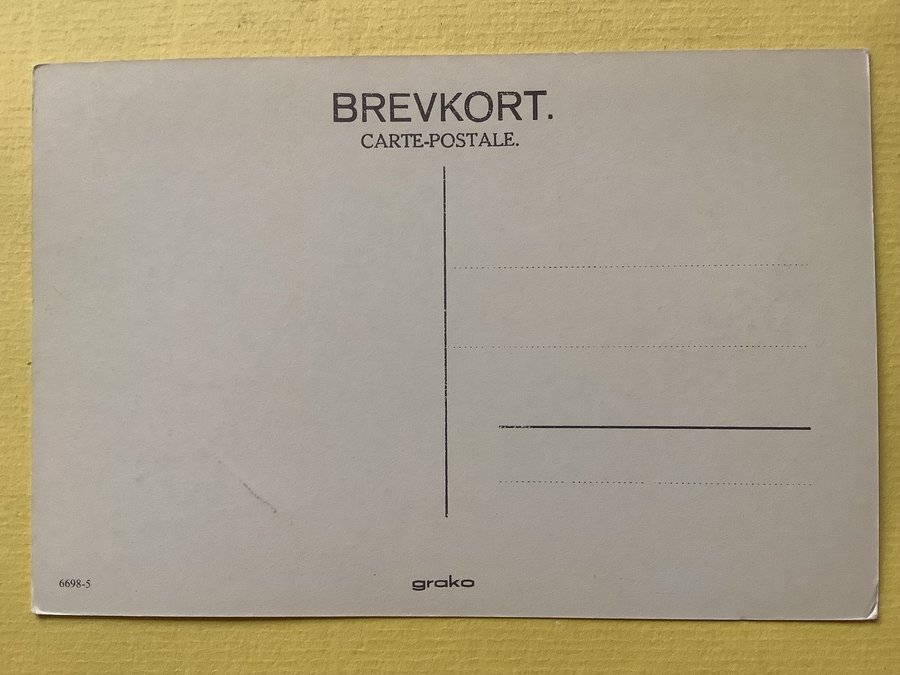 BREVKORT.
CARTE-POSTALE.
6698-5
grako